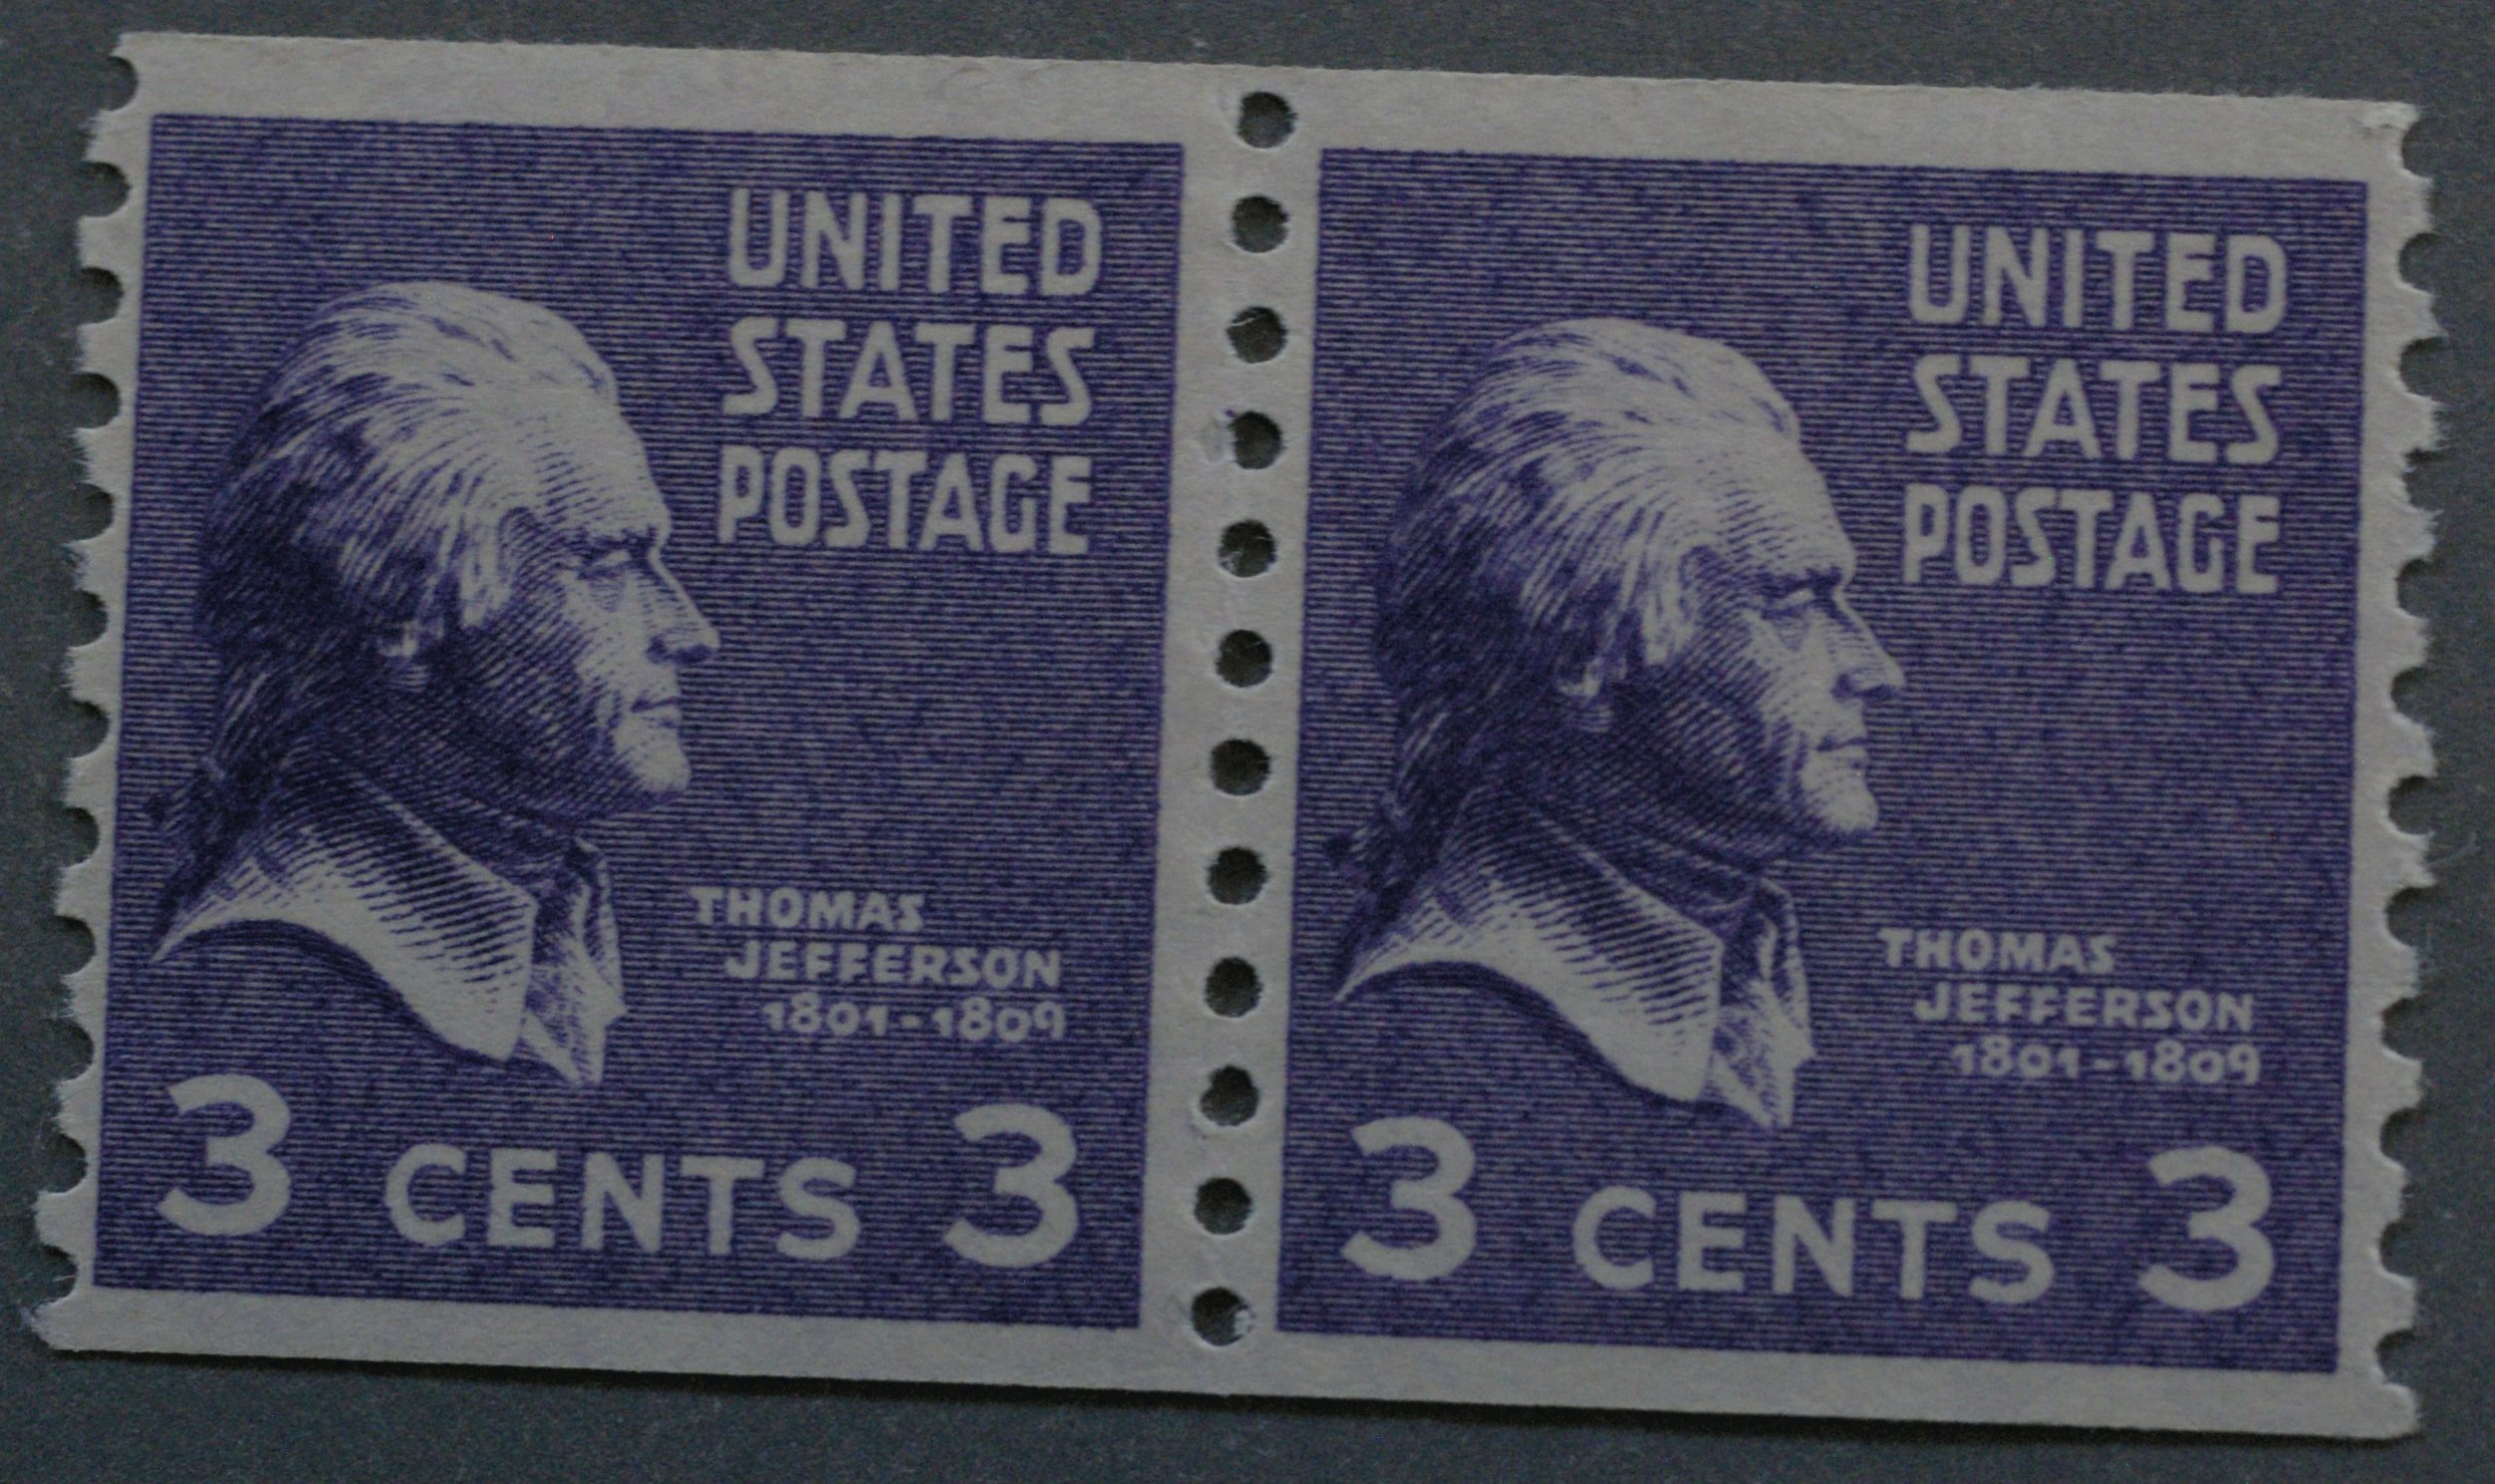 UNITED
STATES
POSTAGE
THOMAS
JEFFERSON
1801-1809
3 CENTS 3
UNITED
STATES
POSTAGE
THOMAS
JEFFERSON
1801-1809
3 CENTS 3